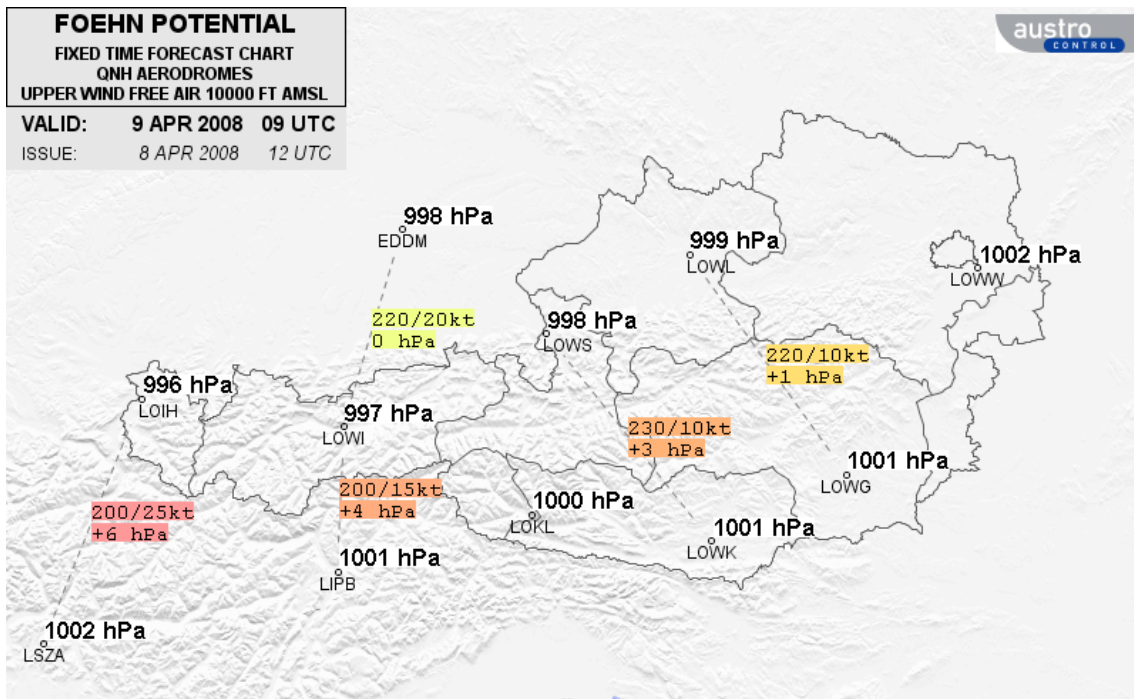 FOEHN POTENTIAL
FIXED TIME FORECAST CHART
QNH AERODROMES
UPPER WIND FREE AIR 10000 FT AMSL
VALID: 9 APR 2008 09 UTC
ISSUE: 8 APR 2008 12 UTC
austro
CONTROL
998 hPa
EDDM
999 hPa
LOWL
1002 hPa
LOWW
220/20kt
0 hPa
998 hPa
LOWS
220/10kt
+1 hPa
996 hPa
LOIH
997 hPa
LOWI
230/10kt
+3 hPa
1001 hPa
LOWG
200/25kt
+6 hPa
200/15kt
+4 hPa
1000 hPa
LOKL
1001 hPa
LOWK
1001 hPa
LIPB
1002 hPa
LSZA